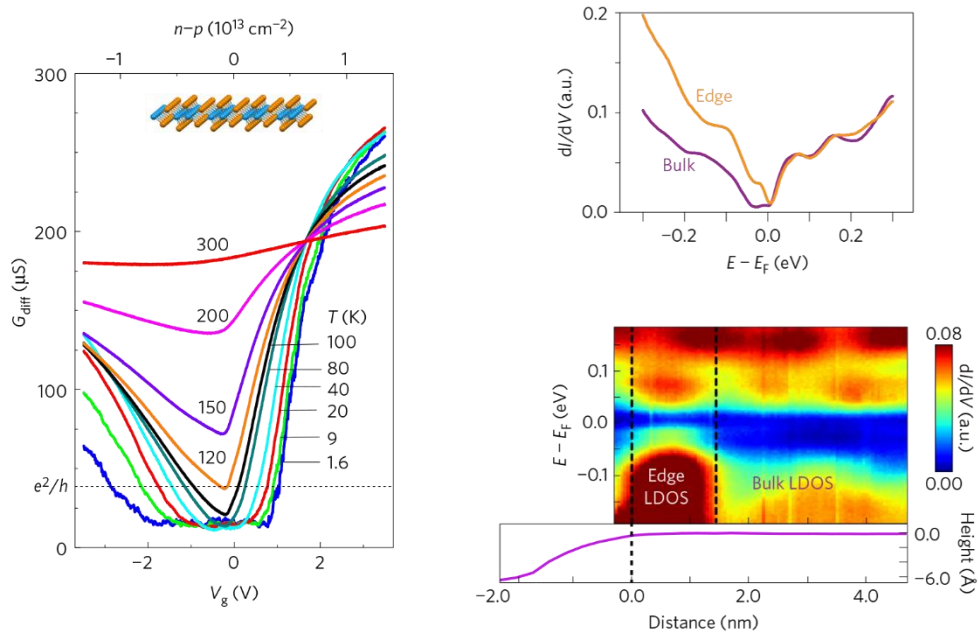 n−p (10¹³ cm⁻²)
−1 0 1
300
250
200
150
100
50
0
G_diff (µS)
e²/h
300
200
150
120
T (K)
100
80
40
20
9
1.6
−2 0 2
V_g (V)
0.2
0.1
0.0
dI/dV (a.u.)
Edge
Bulk
−0.2 0.0 0.2
E − E_F (eV)
0.1
0.0
−0.1
E − E_F (eV)
Edge
LDOS
Bulk LDOS
0.08
0.00
dI/dV (a.u.)
0.0
−6.0
Height (Å)
−2.0 0.0 2.0 4.0
Distance (nm)